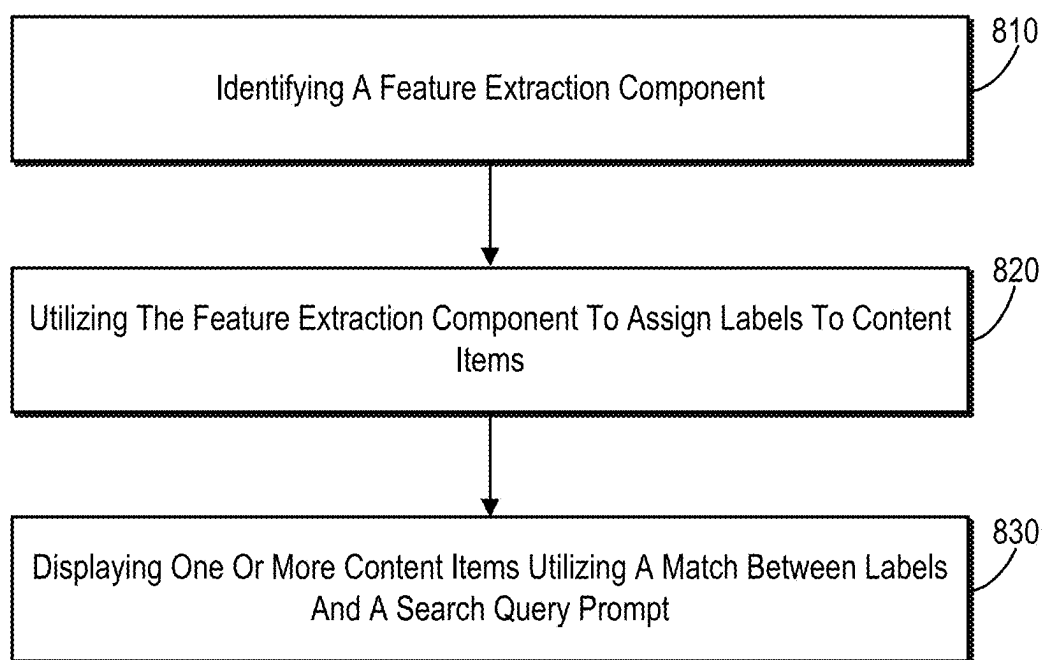 810
Identifying A Feature Extraction Component
820
Utilizing The Feature Extraction Component To Assign Labels To Content
Items
830
Displaying One Or More Content Items Utilizing A Match Between Labels
And A Search Query Prompt